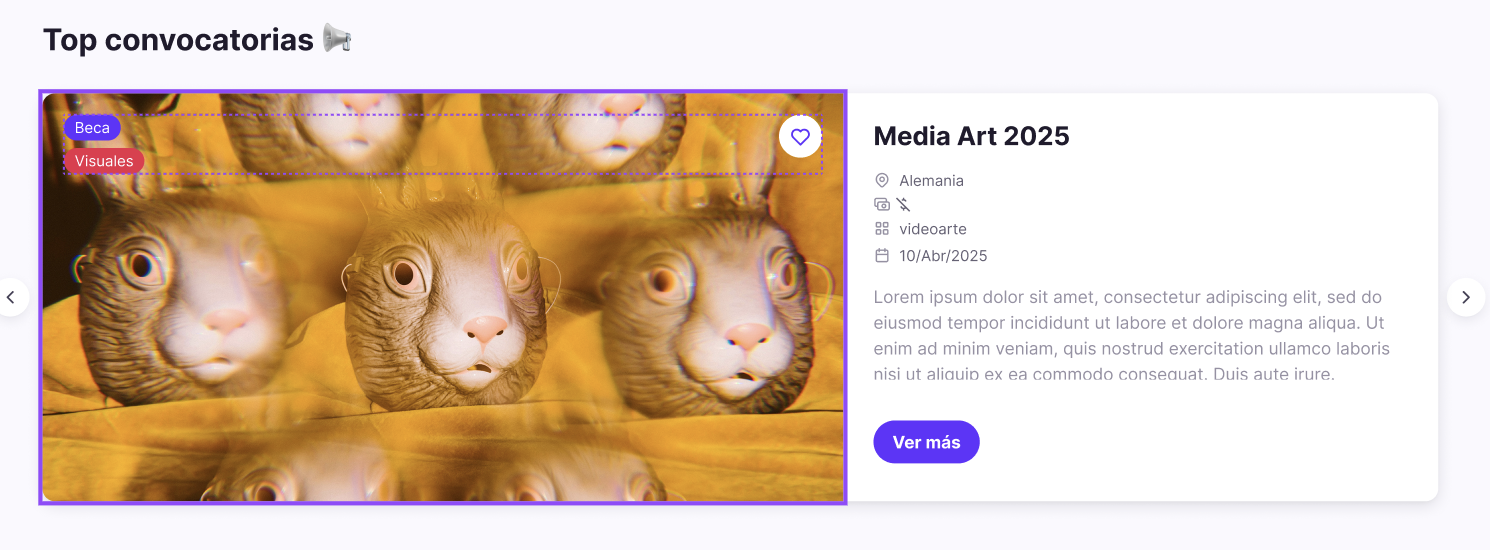 Top convocatorias
Beca
Visuales
Media Art 2025
Alemania
videoarte
10/Abr/2025
Lorem ipsum dolor sit amet, consectetur adipiscing elit, sed do
eiusmod tempor incididunt ut labore et dolore magna aliqua. Ut
enim ad minim veniam, quis nostrud exercitation ullamco laboris
nisi ut aliquip ex ea commodo consequat. Duis aute irure.
Ver más